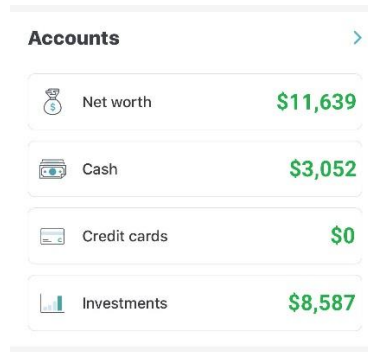 Accounts
Net worth $11,639
Cash $3,052
Credit cards $0
Investments $8,587